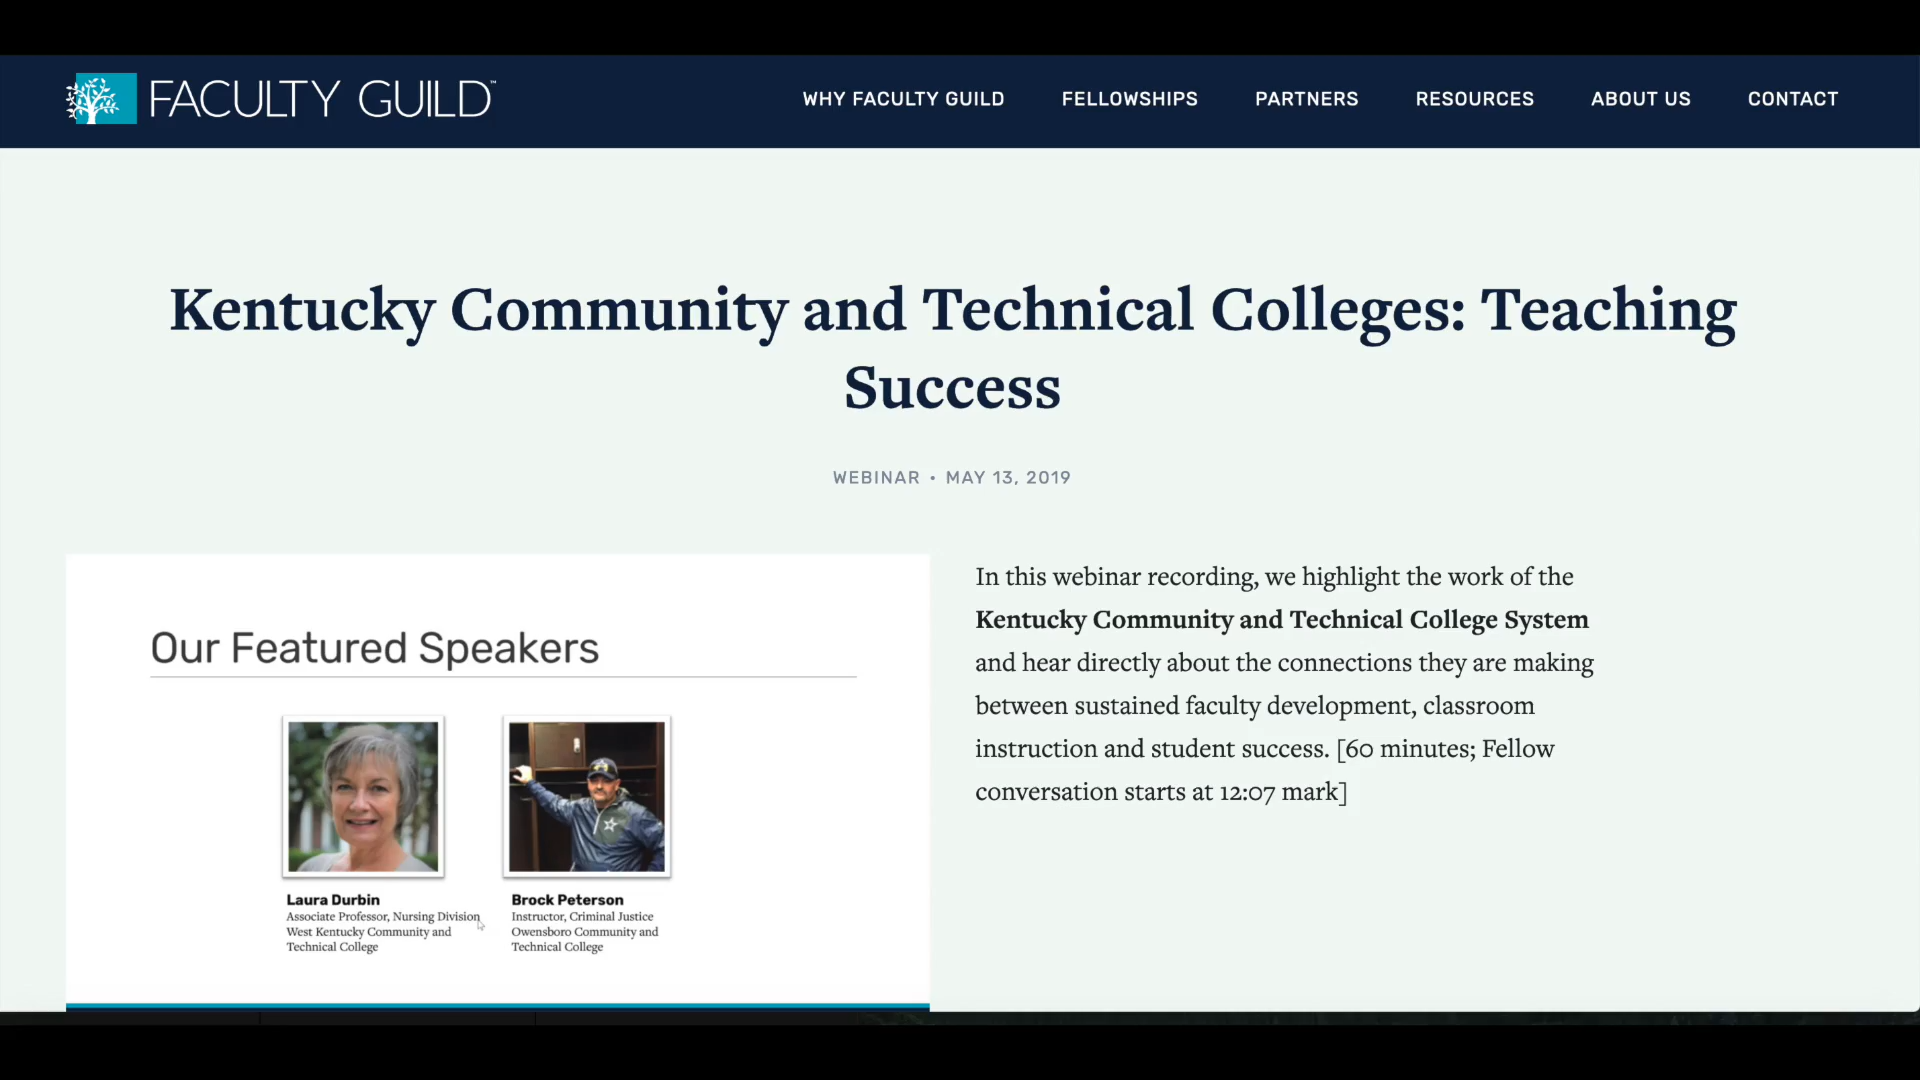 FACULTY GUILD™
WHY FACULTY GUILD
FELLOWSHIPS
PARTNERS
RESOURCES
ABOUT US
CONTACT
Kentucky Community and Technical Colleges: Teaching
Success
WEBINAR • MAY 13, 2019
Our Featured Speakers
Laura Durbin
Associate Professor, Nursing Division
West Kentucky Community and
Technical College
Brock Peterson
Instructor, Criminal Justice
Owensboro Community and
Technical College
In this webinar recording, we highlight the work of the
Kentucky Community and Technical College System
and hear directly about the connections they are making
between sustained faculty development, classroom
instruction and student success. [60 minutes; Fellow
conversation starts at 12:07 mark]